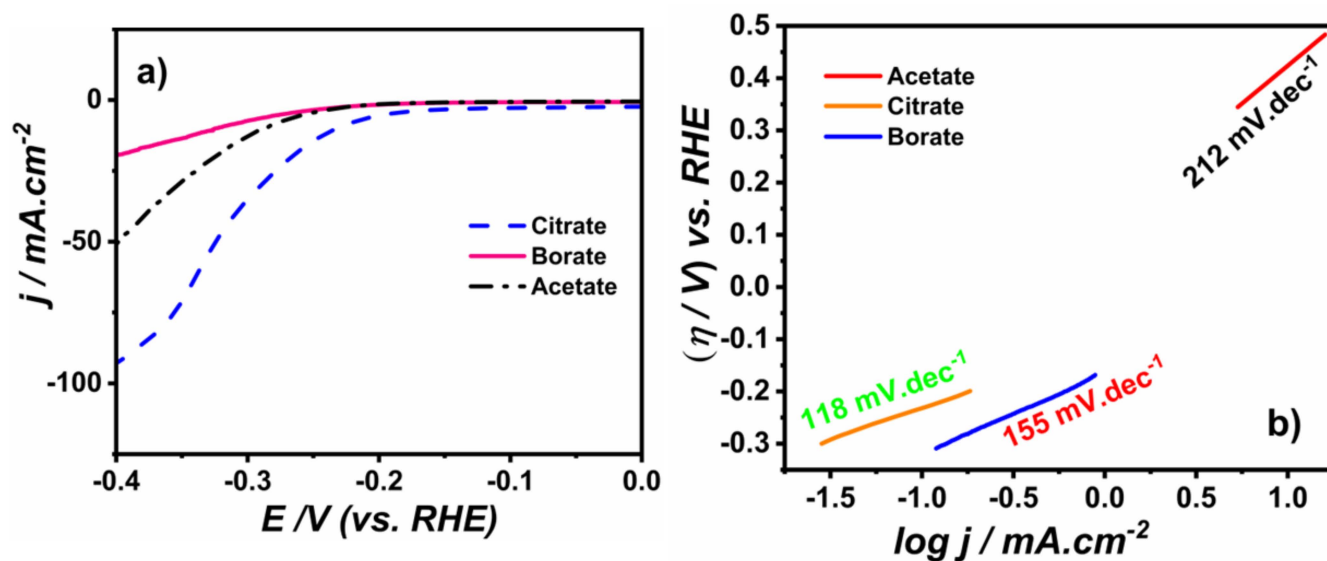 a)
j / mA.cm-2
0
-50
-100
Citrate
Borate
Acetate
-0.4
-0.3
-0.2
-0.1
0.0
E /V (vs. RHE)
(η / V) vs. RHE
0.5
0.4
0.3
0.2
0.5
0.0
-0.1
-0.2
-0.3
Acetate
Citrate
Borate
212 mV.dec-1
118 mV.dec-1
155 mV.dec-1
b)
-1.5
-1.0
-0.5
0.0
0.5
1.0
log j / mA.cm-2